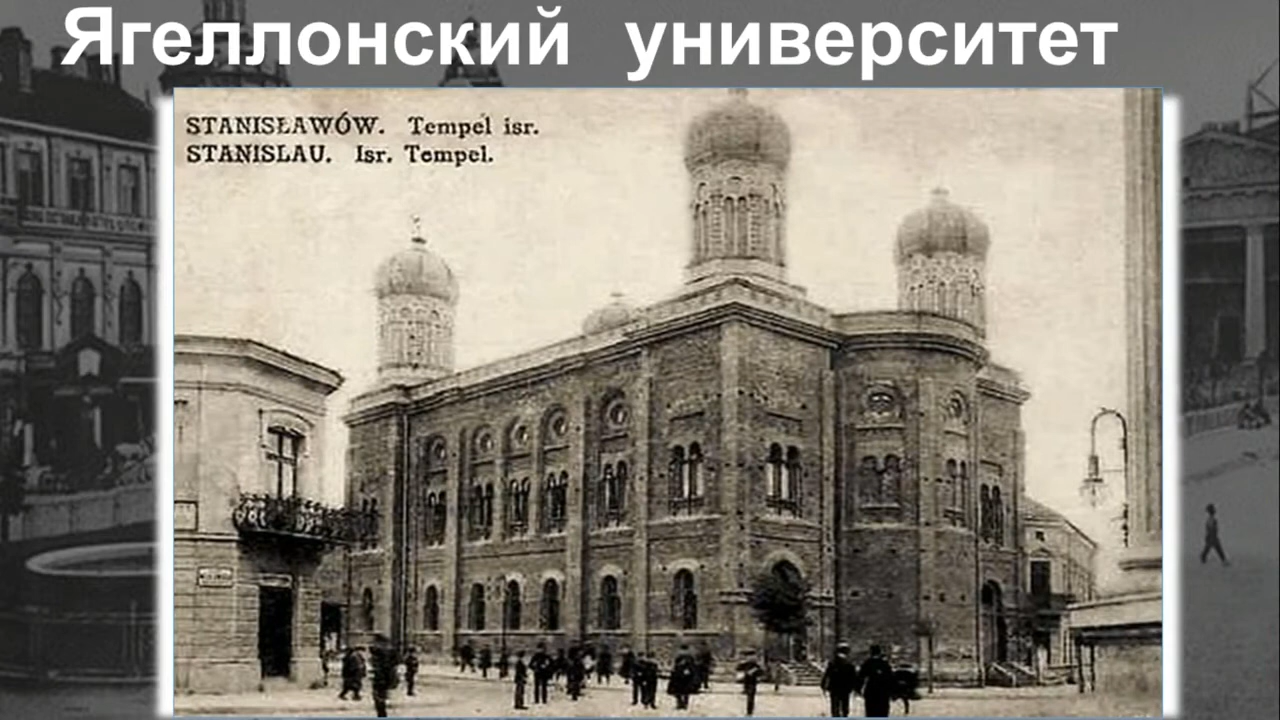 Ягеллонский университет
STANISŁAWÓW. Tempel isr.
STANISLAU. Isr. Tempel.